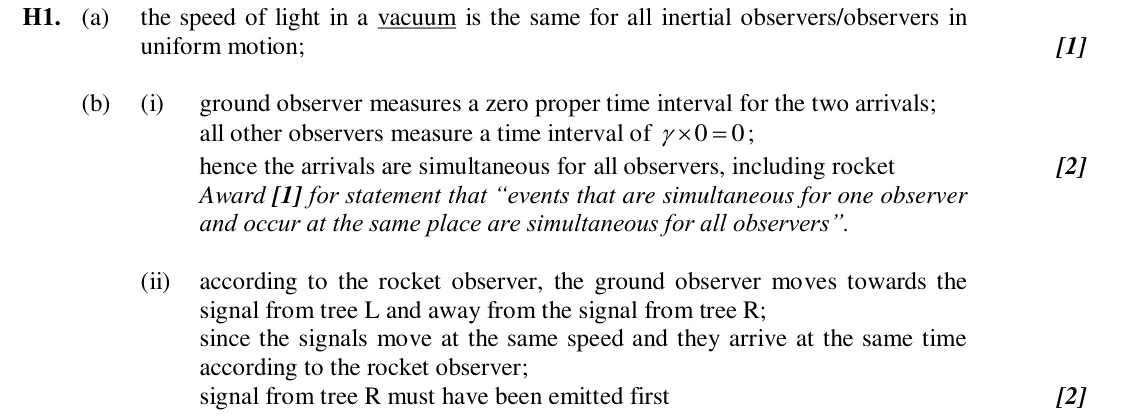 H1. (a) the speed of light in a vacuum is the same for all inertial observers/observers in
uniform motion; [1]
(b) (i) ground observer measures a zero proper time interval for the two arrivals;
all other observers measure a time interval of γ×0=0;
hence the arrivals are simultaneous for all observers, including rocket [2]
Award [1] for statement that “events that are simultaneous for one observer
and occur at the same place are simultaneous for all observers”.
(ii) according to the rocket observer, the ground observer moves towards the
signal from tree L and away from the signal from tree R;
since the signals move at the same speed and they arrive at the same time
according to the rocket observer;
signal from tree R must have been emitted first [2]